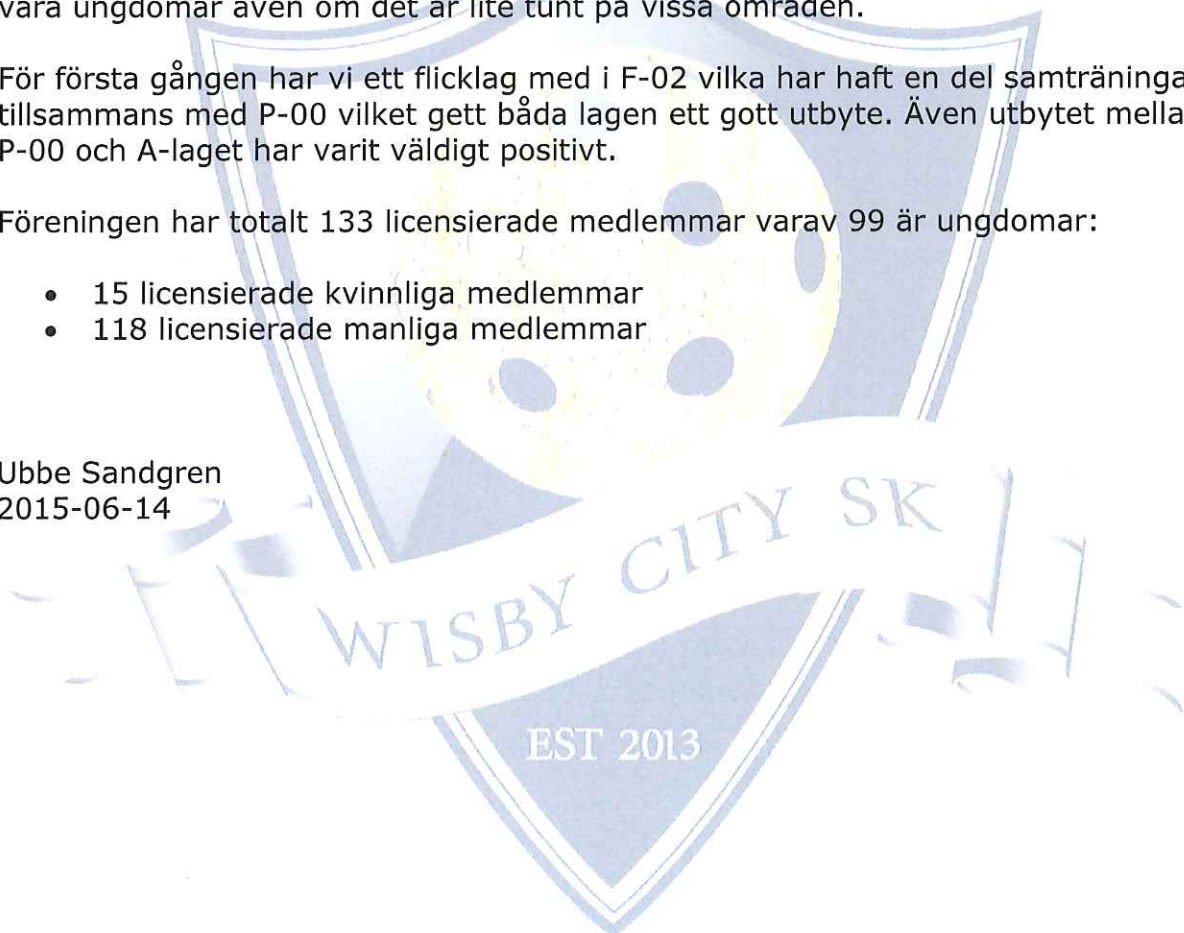 våra ungdomar även om det är lite tunt på vissa områden.
För första gången har vi ett flicklag med i F-02 vilka har haft en del samträninga
tillsammans med P-00 vilket gett båda lagen ett gott utbyte. Även utbytet mella
P-00 och A-laget har varit väldigt positivt.
Föreningen har totalt 133 licensierade medlemmar varav 99 är ungdomar:
• 15 licensierade kvinnliga medlemmar
• 118 licensierade manliga medlemmar
Ubbe Sandgren
2015-06-14
WISBY CITY SK
EST 2013